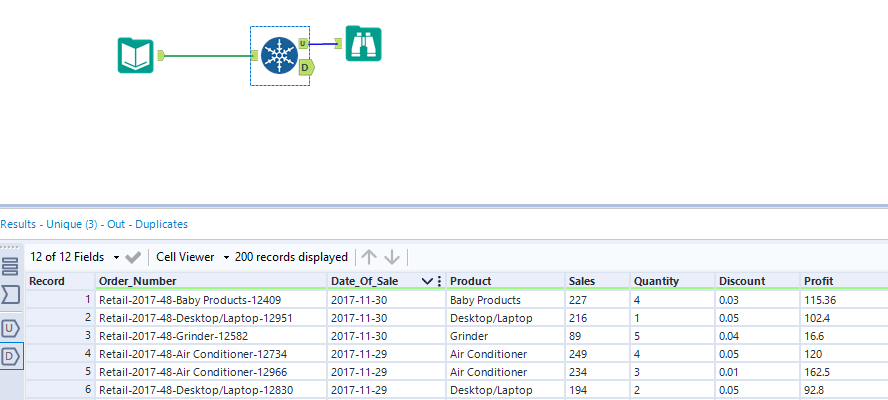 U
D
Results - Unique (3) - Out - Duplicates
12 of 12 Fields Cell Viewer 200 records displayed
Record Order_Number Date_Of_Sale Product Sales Quantity Discount Profit
1 Retail-2017-48-Baby Products-12409 2017-11-30 Baby Products 227 4 0.03 115.36
2 Retail-2017-48-Desktop/Laptop-12951 2017-11-30 Desktop/Laptop 216 1 0.05 102.4
3 Retail-2017-48-Grinder-12582 2017-11-30 Grinder 89 5 0.04 16.6
4 Retail-2017-48-Air Conditioner-12734 2017-11-29 Air Conditioner 249 4 0.05 120
5 Retail-2017-48-Air Conditioner-12966 2017-11-29 Air Conditioner 234 3 0.01 162.5
6 Retail-2017-48-Desktop/Laptop-12830 2017-11-29 Desktop/Laptop 194 2 0.05 92.8
U
D